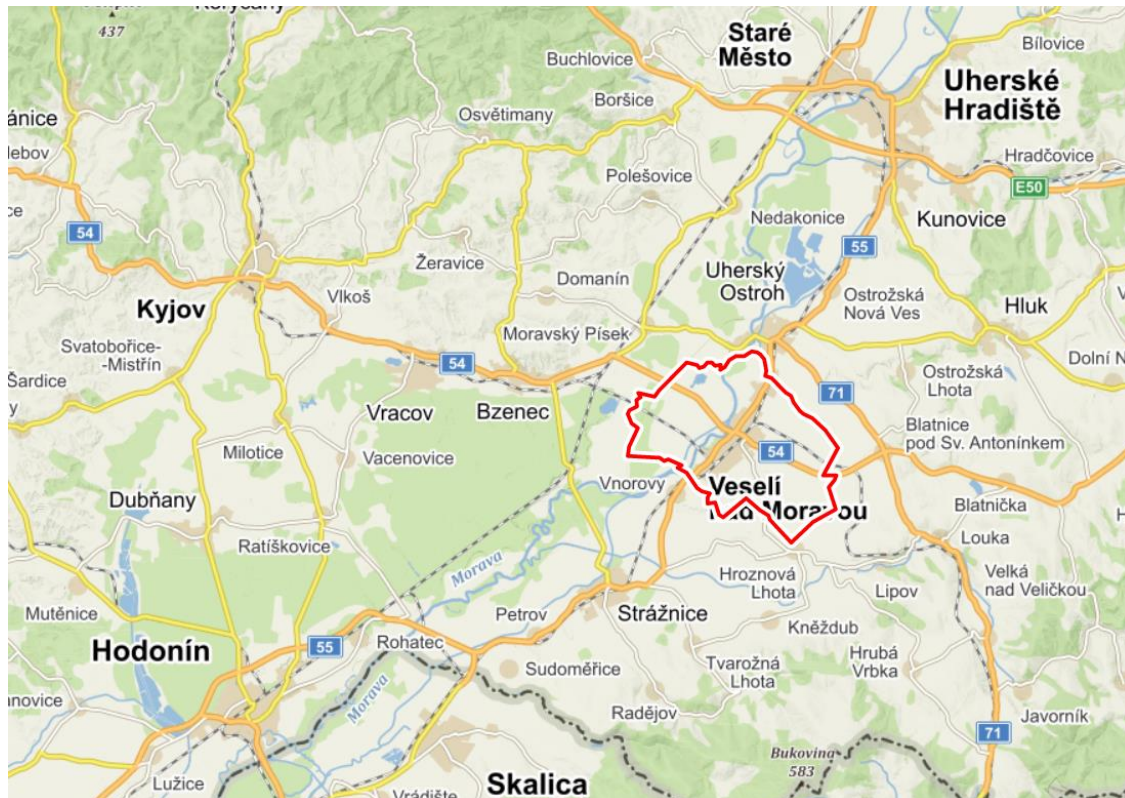 437
Staré
Město
Bílovice
Buchlovice
Uherské
Hradiště
Boršice
Osvětimany
ánice
lebov
Hradčovice
E50
Polešovice
ce
54
Nedakonice
Kunovice
55
Žeravice
Uherský
Ostroh
Domanín
Vlkoš
Kyjov
Ostrožská
Nová Ves
Hluk
Moravský Písek
Svatobořice-
-Mistřín
54
Dolní N
Šardice
Ostrožská
Lhota
71
Vracov
Bzenec
Blatnice
pod Sv. Antonínkem
Milotice
Vacenovice
54
Vnorovy
Veselí
nad Moravou
Dubňany
Blatnička
Ratíškovice
Louka
Morava
Hroznová
Lhota
Velká
nad Veličkou
Lipov
Mutěnice
Petrov
Strážnice
Rohatec
Kněždub
Hodonín
55
Sudoměřice
Tvarožná
Lhota
Hrubá
Vrbka
Morava
anovice
Radějov
Javorník
71
Bukovina
583
Lužice
Skalica
Vrádište